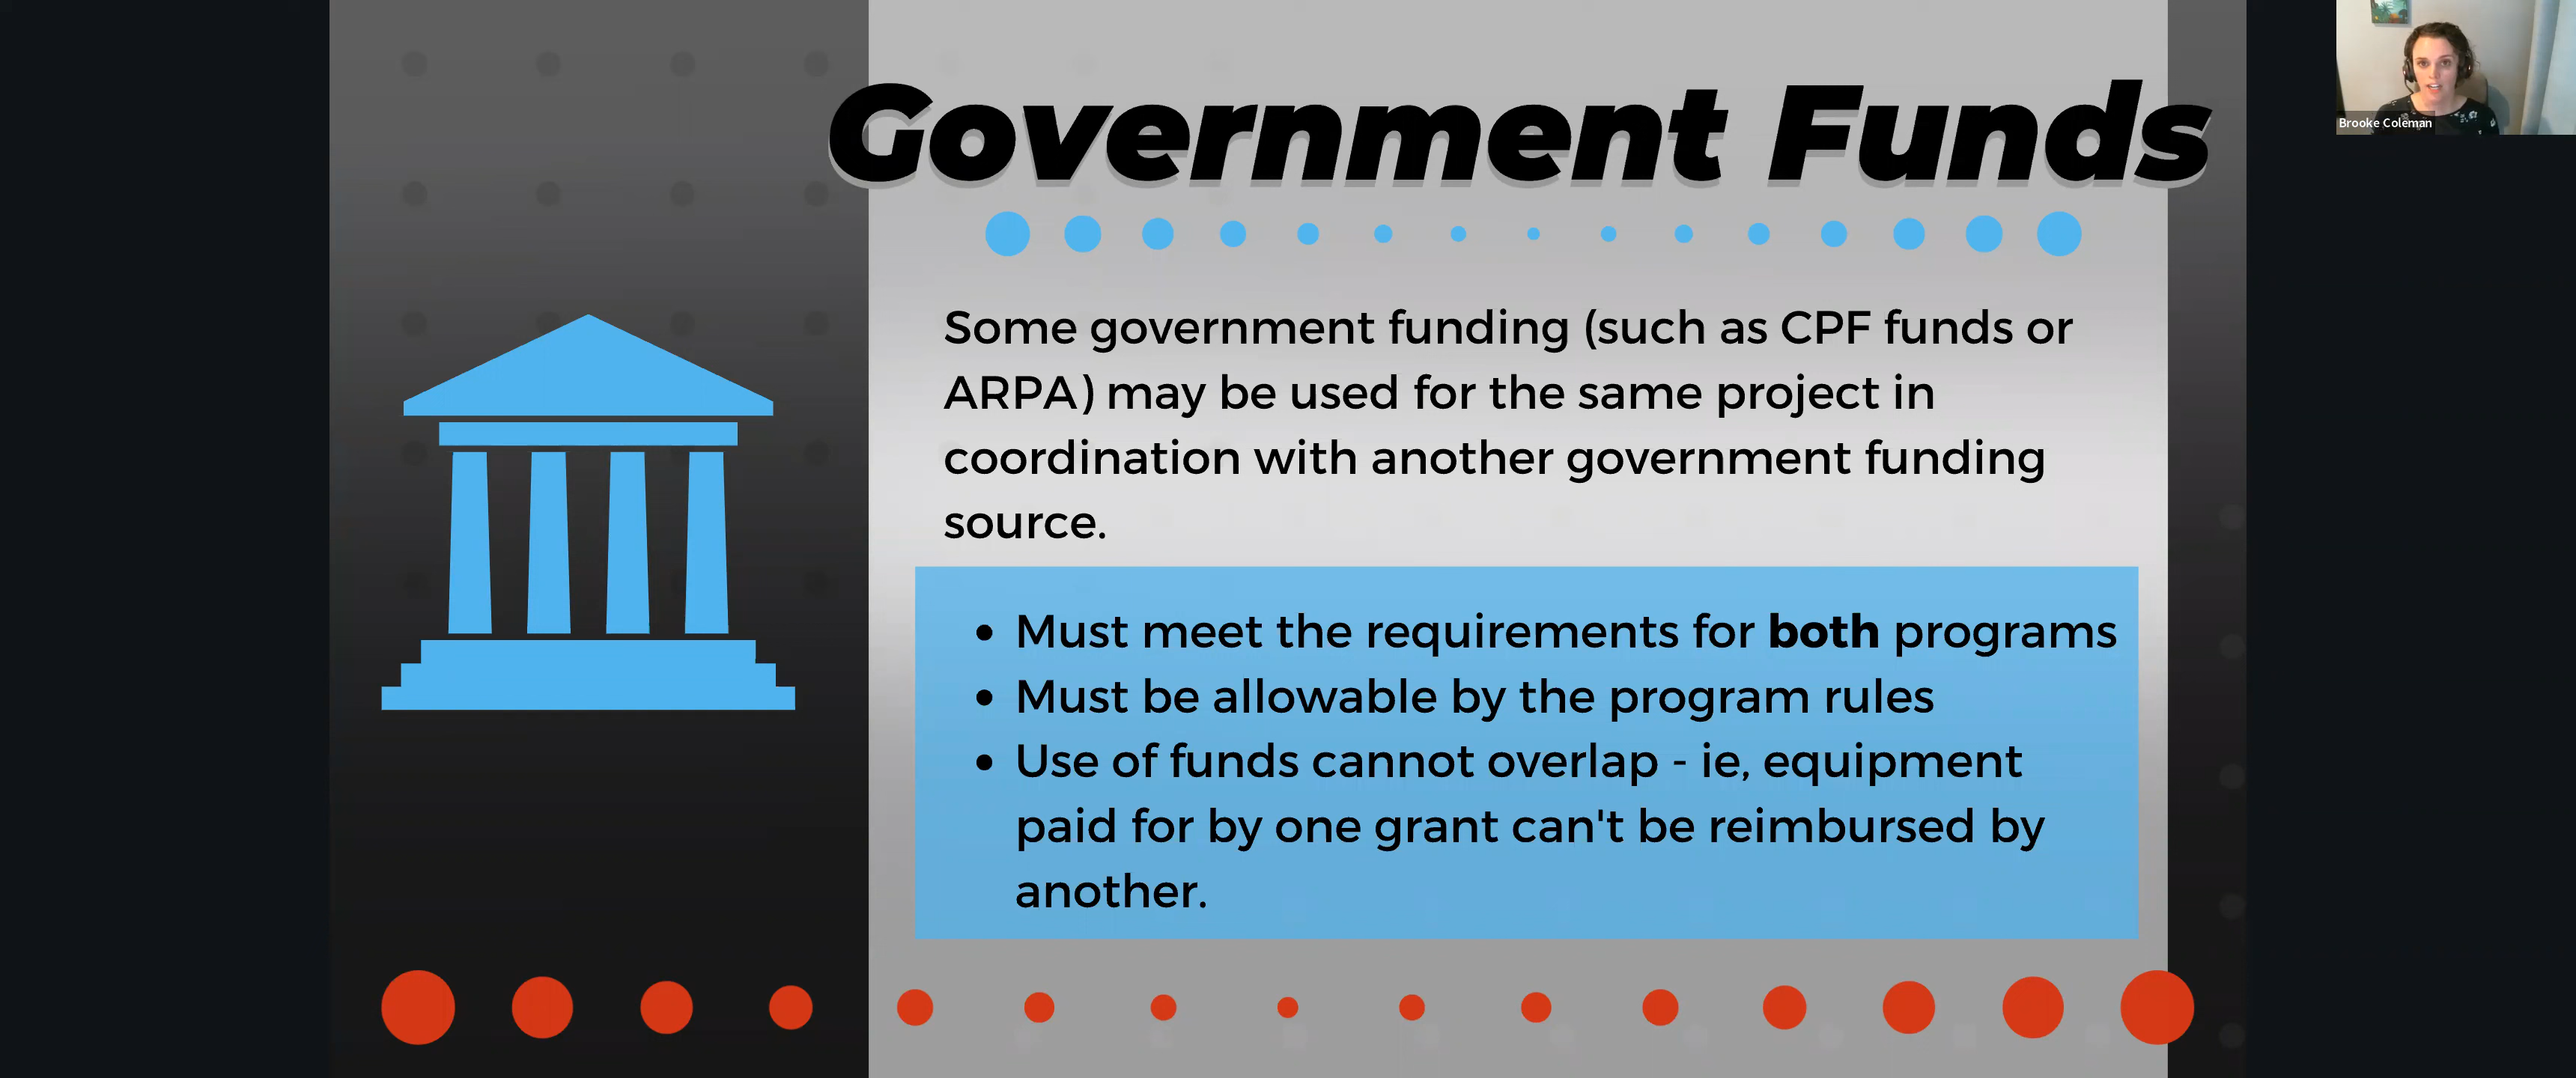 Government Funds
Brooke Coleman
Some government funding (such as CPF funds or
ARPA) may be used for the same project in
coordination with another government funding
source.
• Must meet the requirements for both programs
• Must be allowable by the program rules
• Use of funds cannot overlap - ie, equipment
paid for by one grant can't be reimbursed by
another.